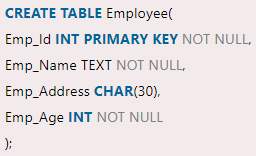 CREATE TABLE Employee(
Emp_Id INT PRIMARY KEY NOT NULL,
Emp_Name TEXT NOT NULL,
Emp_Address CHAR(30),
Emp_Age INT NOT NULL
);